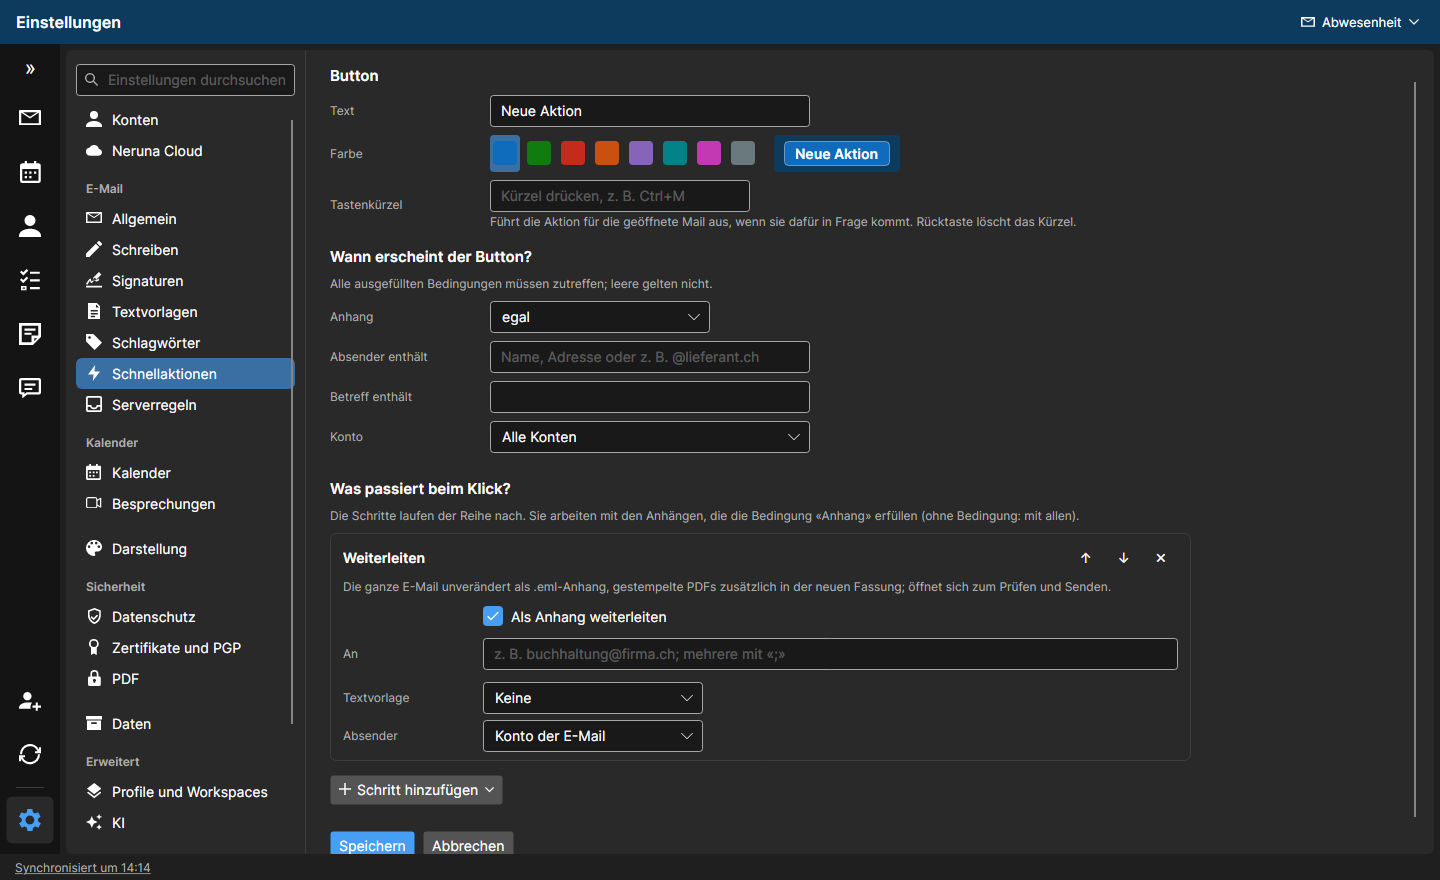 Einstellungen
Abwesenheit
Einstellungen durchsuchen
Konten
Neruna Cloud
E-Mail
Allgemein
Schreiben
Signaturen
Textvorlagen
Schlagwörter
Schnellaktionen
Serverregeln
Kalender
Kalender
Besprechungen
Darstellung
Sicherheit
Datenschutz
Zertifikate und PGP
PDF
Daten
Erweitert
Profile und Workspaces
KI
Button
Text
Neue Aktion
Farbe
Neue Aktion
Tastenkürzel
Kürzel drücken, z. B. Ctrl+M
Führt die Aktion für die geöffnete Mail aus, wenn sie dafür in Frage kommt. Rücktaste löscht das Kürzel.
Wann erscheint der Button?
Alle ausgefüllten Bedingungen müssen zutreffen; leere gelten nicht.
Anhang
egal
Absender enthält
Name, Adresse oder z. B. @lieferant.ch
Betreff enthält
Konto
Alle Konten
Was passiert beim Klick?
Die Schritte laufen der Reihe nach. Sie arbeiten mit den Anhängen, die die Bedingung «Anhang» erfüllen (ohne Bedingung: mit allen).
Weiterleiten
Die ganze E-Mail unverändert als .eml-Anhang, gestempelte PDFs zusätzlich in der neuen Fassung; öffnet sich zum Prüfen und Senden.
Als Anhang weiterleiten
An
z. B. buchhaltung@firma.ch; mehrere mit «;»
Textvorlage
Keine
Absender
Konto der E-Mail
Schritt hinzufügen
Speichern
Abbrechen
Synchronisiert um 14:14